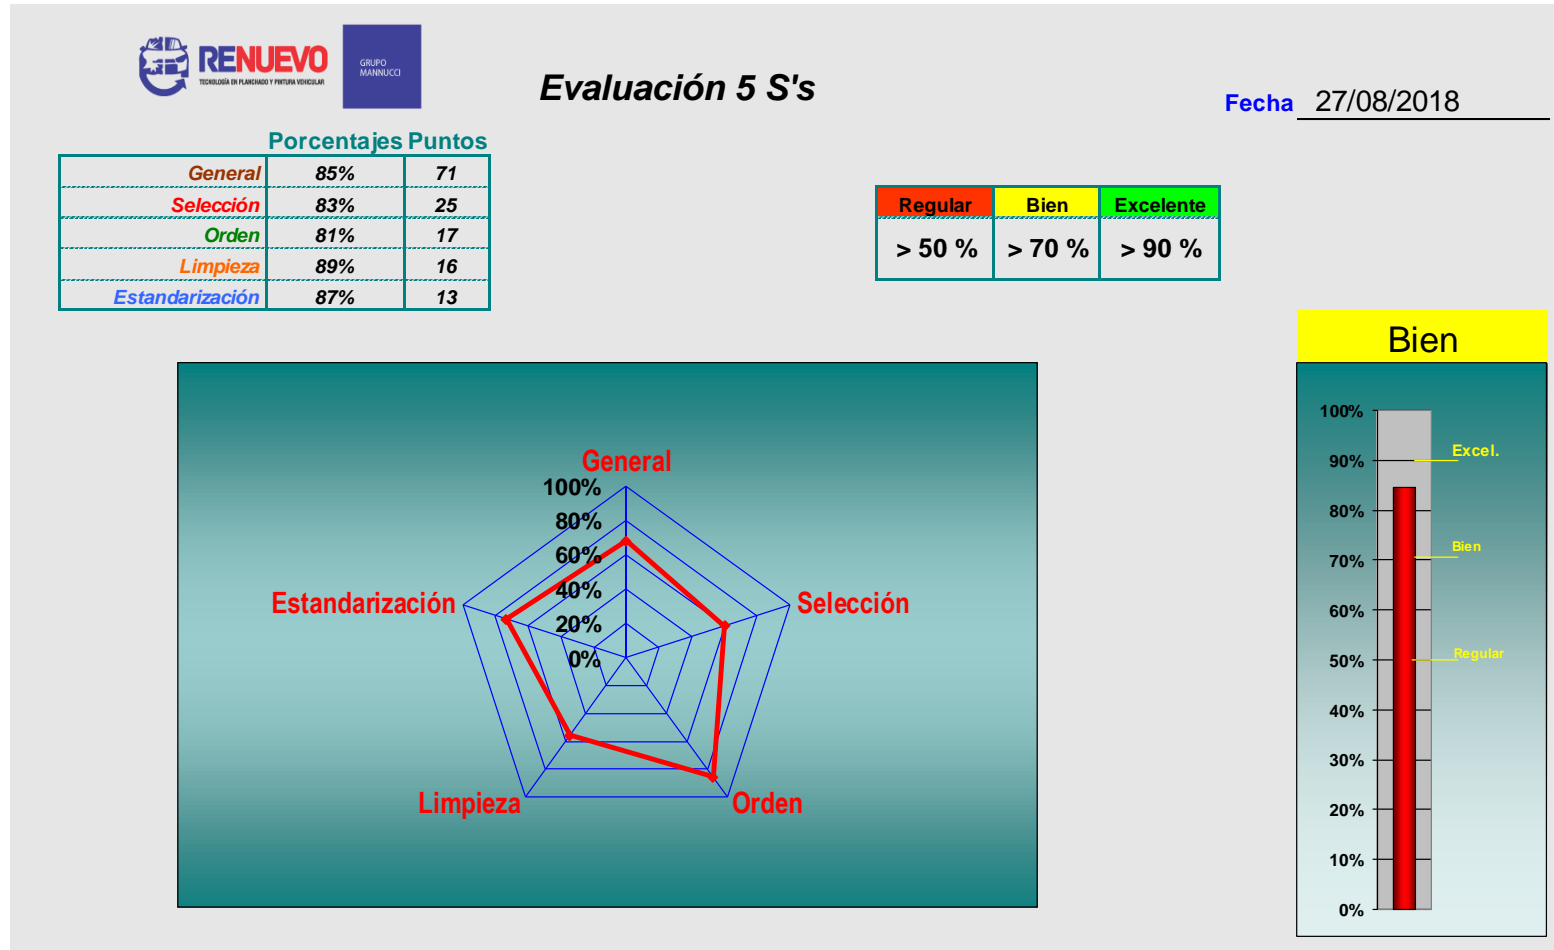 RENUEVO
TECNOLOGÍA EN PLANCHADO Y PINTURA VEHICULAR
GRUPO
MANNUCCI
Evaluación 5 S's
Fecha 27/08/2018
Porcentajes Puntos
General 85% 71
Selección 83% 25
Orden 81% 17
Limpieza 89% 16
Estandarización 87% 13
Regular Bien Excelente
> 50 % > 70 % > 90 %
Bien
General
100%
80%
60%
40%
20%
0%
Selección
Orden
Limpieza
Estandarización
100%
90%
80%
70%
60%
50%
40%
30%
20%
10%
0%
Excel.
Bien
Regular